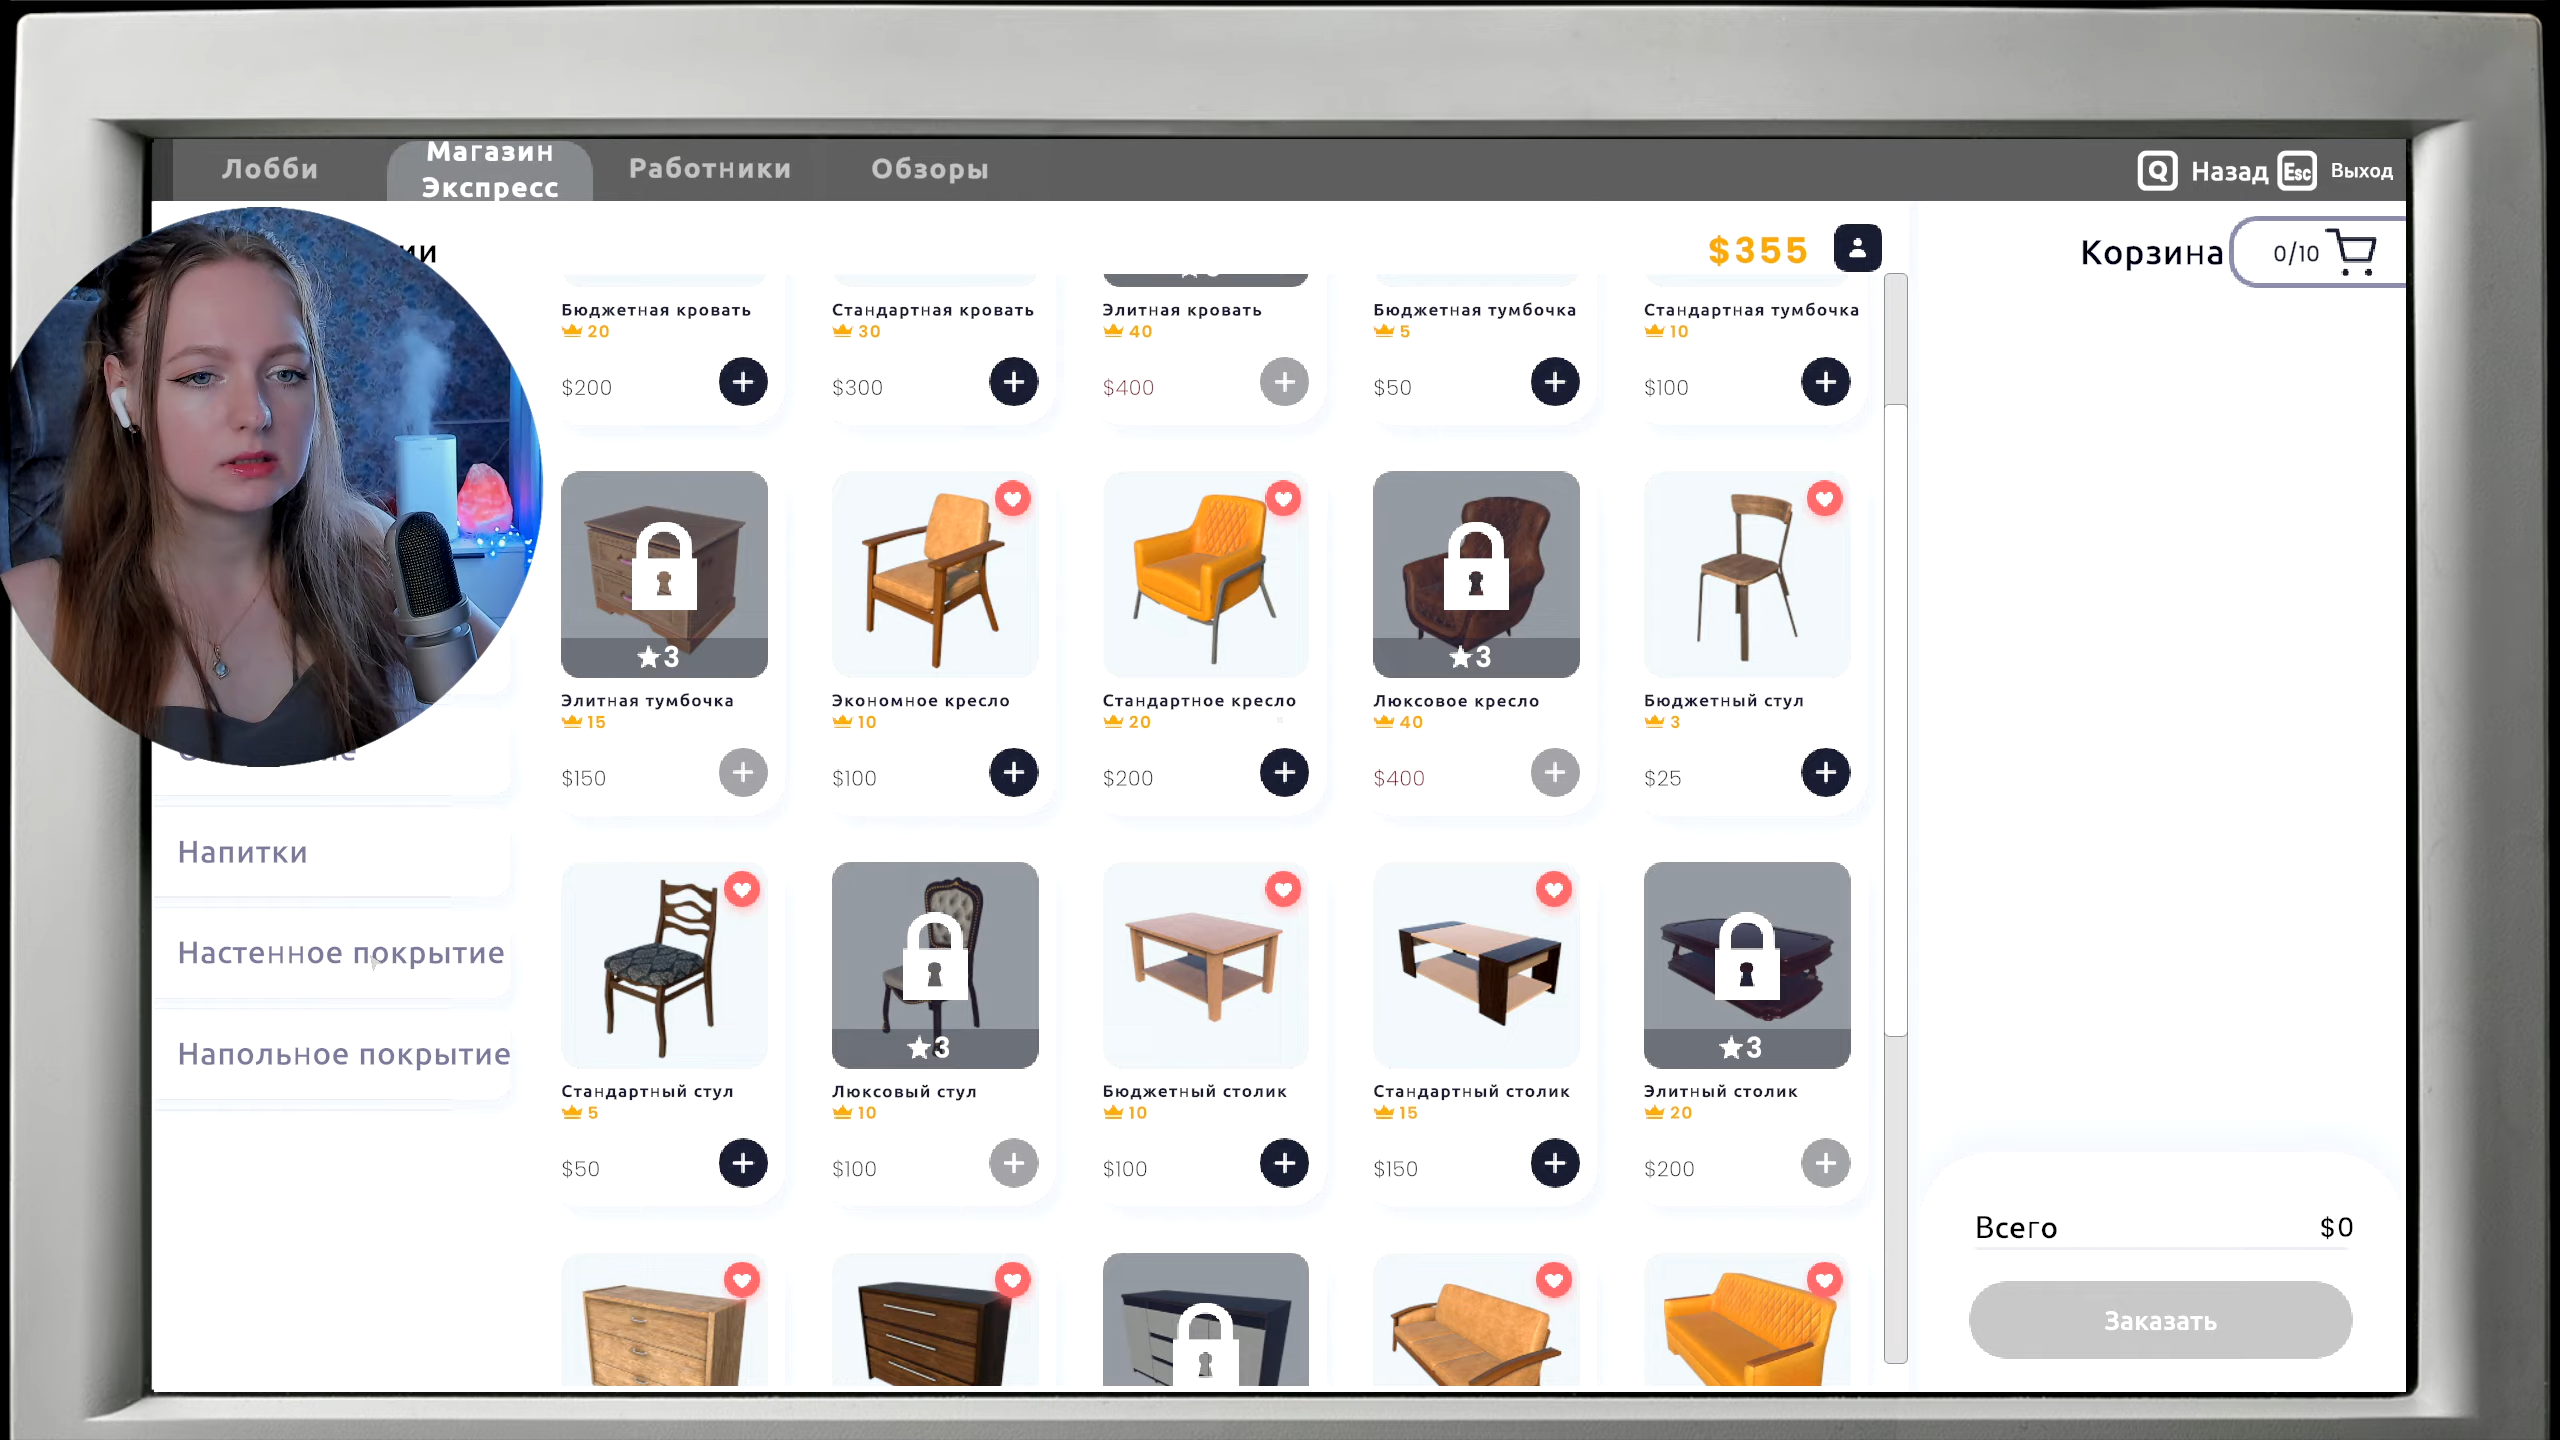 Лобби
Магазин
Экспресс
Работники
Обзоры
Q Назад Esc Выход
ии
$355
Корзина 0/10
Бюджетная кровать
20
$200
Стандартная кровать
30
$300
Элитная кровать
40
$400
Бюджетная тумбочка
5
$50
Стандартная тумбочка
10
$100
3
Элитная тумбочка
15
$150
Экономное кресло
10
$100
Стандартное кресло
20
$200
3
Люксовое кресло
40
$400
Бюджетный стул
3
$25
Стандартный стул
5
$50
3
Люксовый стул
10
$100
Бюджетный столик
10
$100
Стандартный столик
15
$150
3
Элитный столик
20
$200
Напитки
Настенное покрытие
Напольное покрытие
Всего $0
Заказать